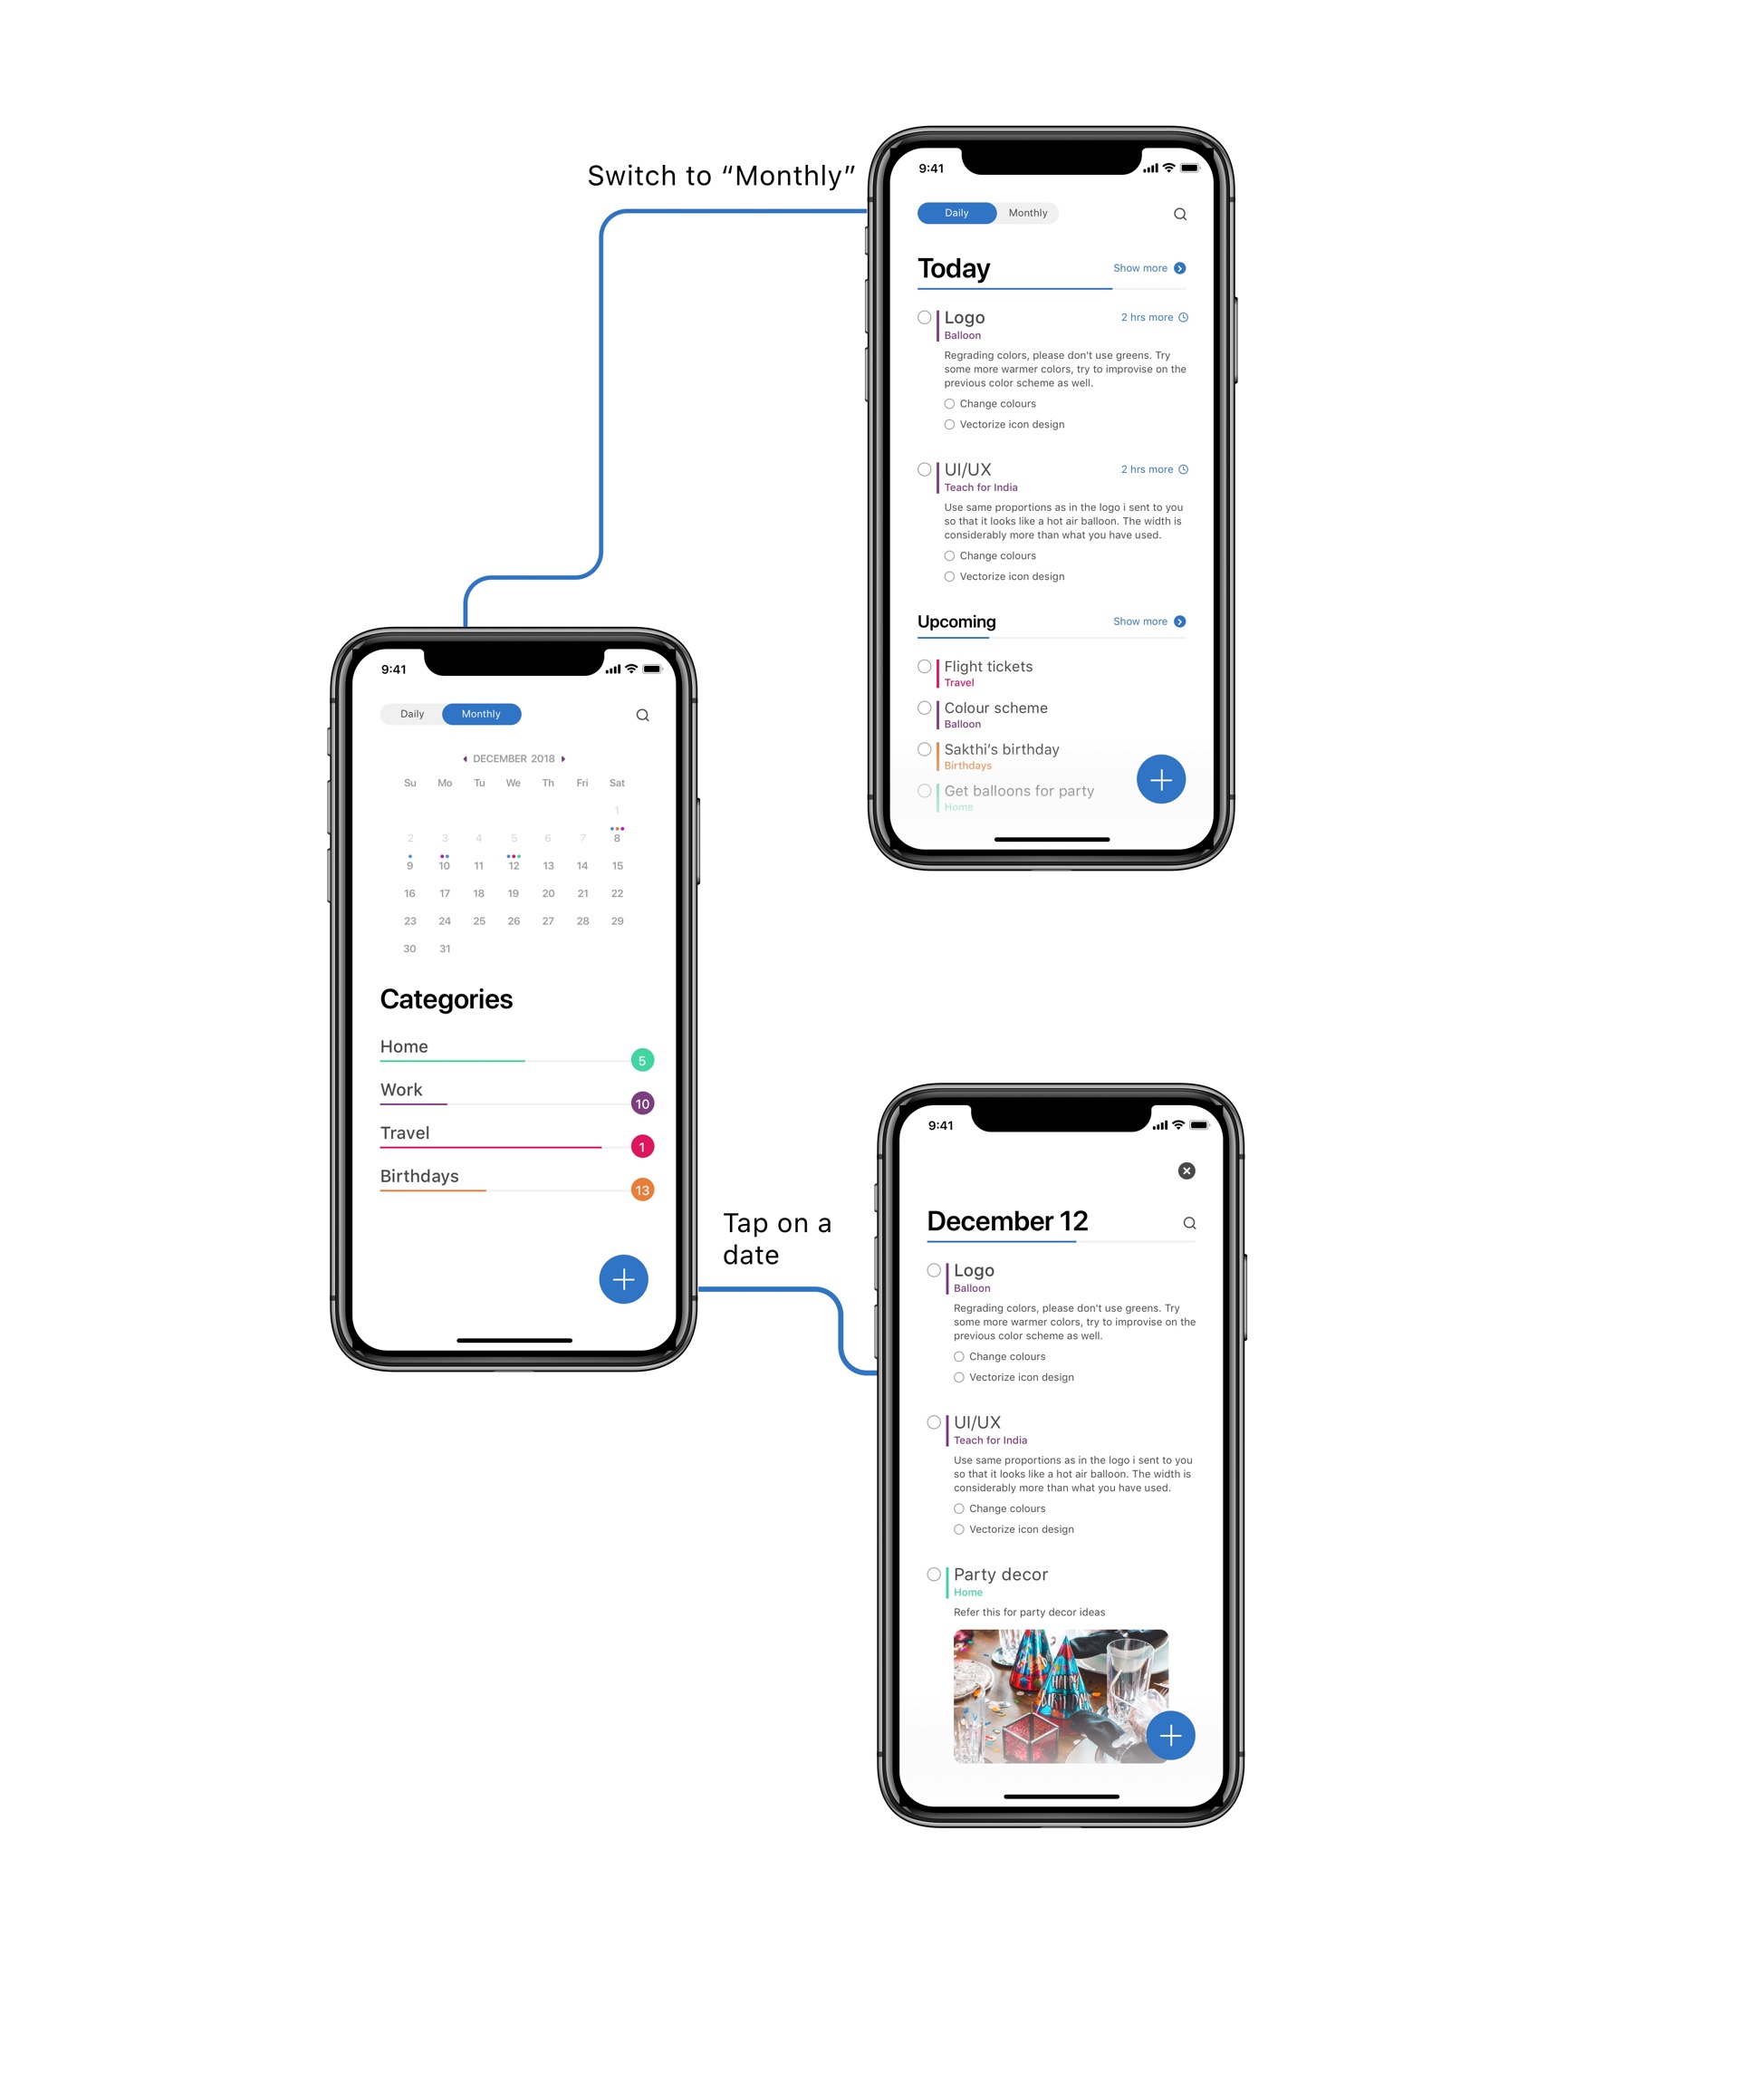 Switch to “Monthly”
9:41
Daily Monthly
Today Show more
Logo 2 hrs more
Balloon
Regrading colors, please don't use greens. Try
some more warmer colors, try to improvise on the
previous color scheme as well.
Change colours
Vectorize icon design
UI/UX 2 hrs more
Teach for India
Use same proportions as in the logo i sent to you
so that it looks like a hot air balloon. The width is
considerably more than what you have used.
Change colours
Vectorize icon design
Upcoming Show more
Flight tickets
Travel
Colour scheme
Balloon
Sakthi’s birthday
Birthdays
Get balloons for party
Home
9:41
Daily Monthly
DECEMBER 2018
Su Mo Tu We Th Fri Sat
1
2 3 4 5 6 7 8
9 10 11 12 13 14 15
16 17 18 19 20 21 22
23 24 25 26 27 28 29
30 31
Categories
Home 5
Work 10
Travel 1
Birthdays 13
Tap on a
date
9:41
December 12
Logo
Balloon
Regrading colors, please don't use greens. Try
some more warmer colors, try to improvise on the
previous color scheme as well.
Change colours
Vectorize icon design
UI/UX
Teach for India
Use same proportions as in the logo i sent to you
so that it looks like a hot air balloon. The width is
considerably more than what you have used.
Change colours
Vectorize icon design
Party decor
Home
Refer this for party decor ideas